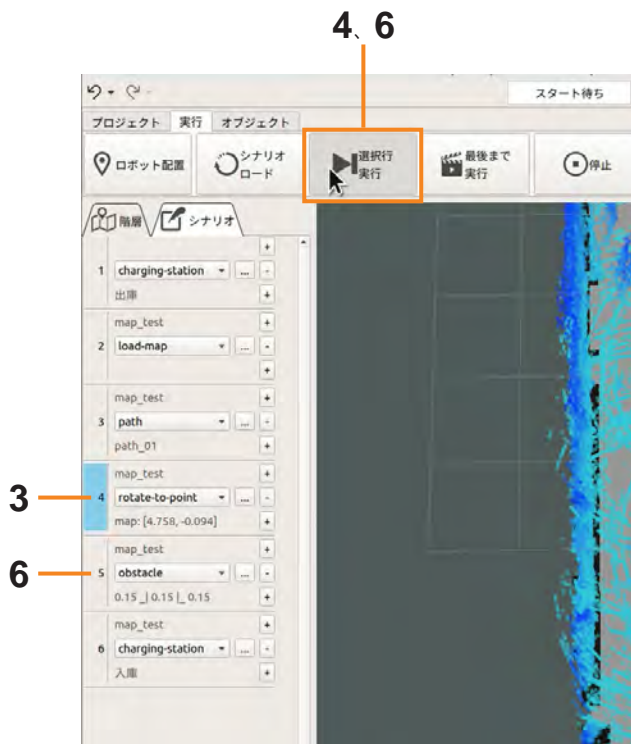 4、6
スタート待ち
プロジェクト 実行 オブジェクト
ロボット配置
シナリオ
ロード
選択行
実行
最後まで
実行
停止
階層 シナリオ
+
1 charging-station ... -
出庫 +
map_test +
2 load-map ... -
+
map_test +
3 path ... -
path_01 +
map_test +
3
4 rotate-to-point ... -
map: [4.758, -0.094] +
map_test +
6
5 obstacle ... -
0.15 _| 0.15 |_ 0.15 +
map_test +
6 charging-station ... -
入庫 +